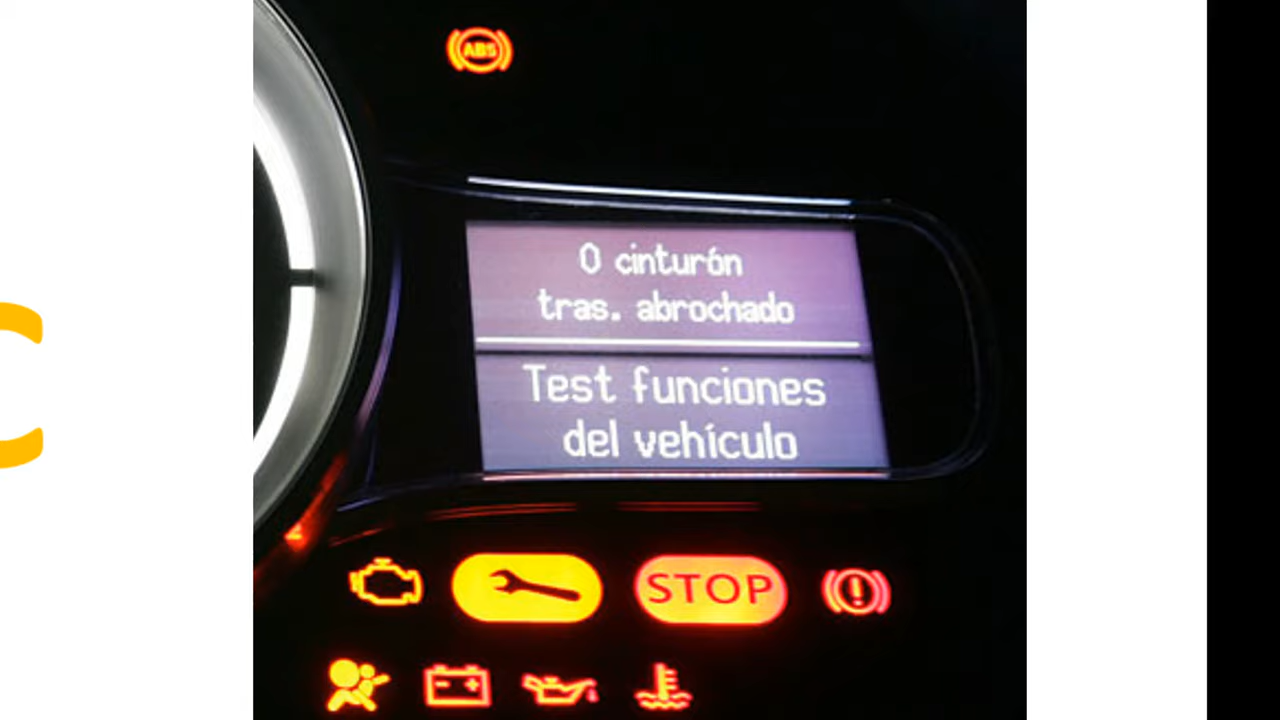 ABS
0 cinturón
tras. abrochado
Test funciones
del vehículo
STOP